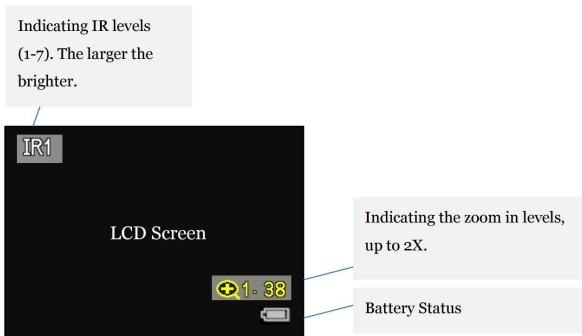 Indicating IR levels
(1-7). The larger the
brighter.
IR1
LCD Screen
Indicating the zoom in levels,
up to 2X.
1.38
Battery Status